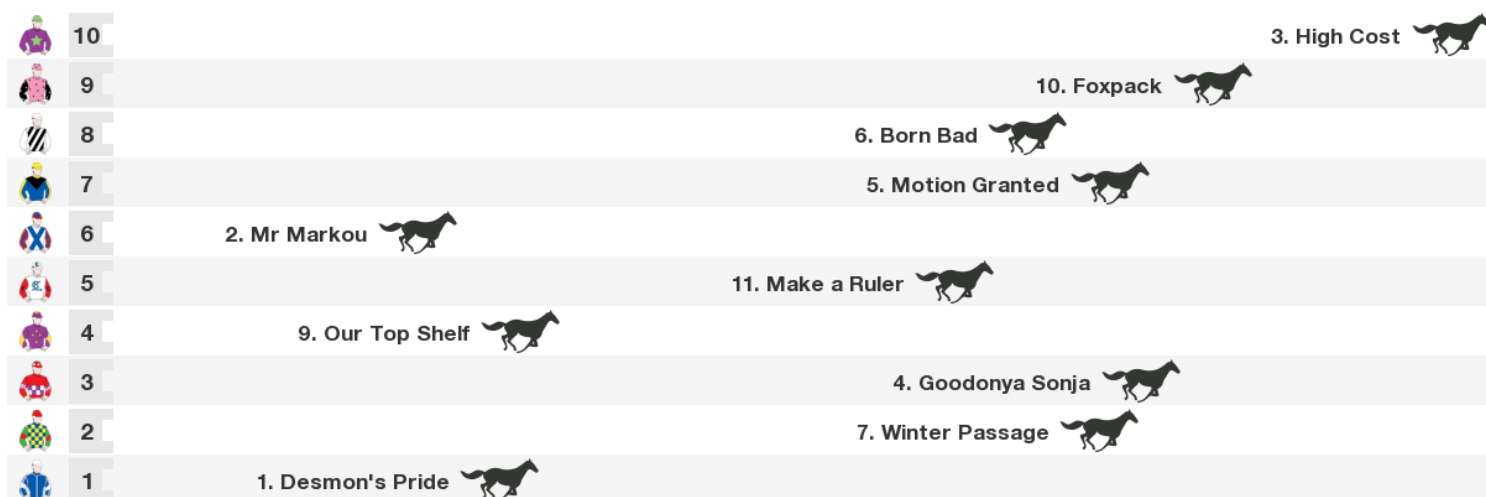 10 3. High Cost
9 10. Foxpack
8 6. Born Bad
7 5. Motion Granted
6 2. Mr Markou
5 11. Make a Ruler
4 9. Our Top Shelf
3 4. Goodonya Sonja
2 7. Winter Passage
1 1. Desmon's Pride